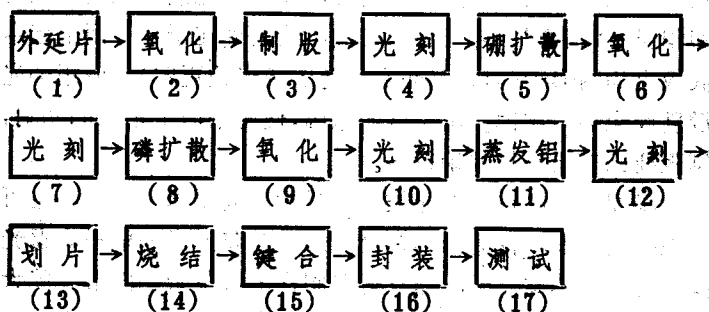 外延片→氧化→制版→光刻→硼扩散→氧化→
(1) (2) (3) (4) (5) (6)
光刻→磷扩散→氧化→光刻→蒸发铝→光刻→
(7) (8) (9) (10) (11) (12)
划片→烧结→键合→封装→测试
(13) (14) (15) (16) (17)